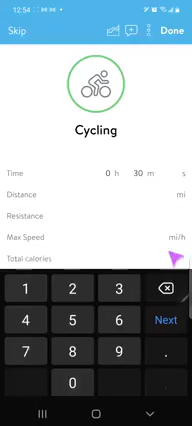 12:54
Skip Done
Cycling
Time 0 h 30 m s
Distance mi
Resistance
Max Speed mi/h
Total calories
1 2 3
4 5 6 Next
7 8 9 .
0